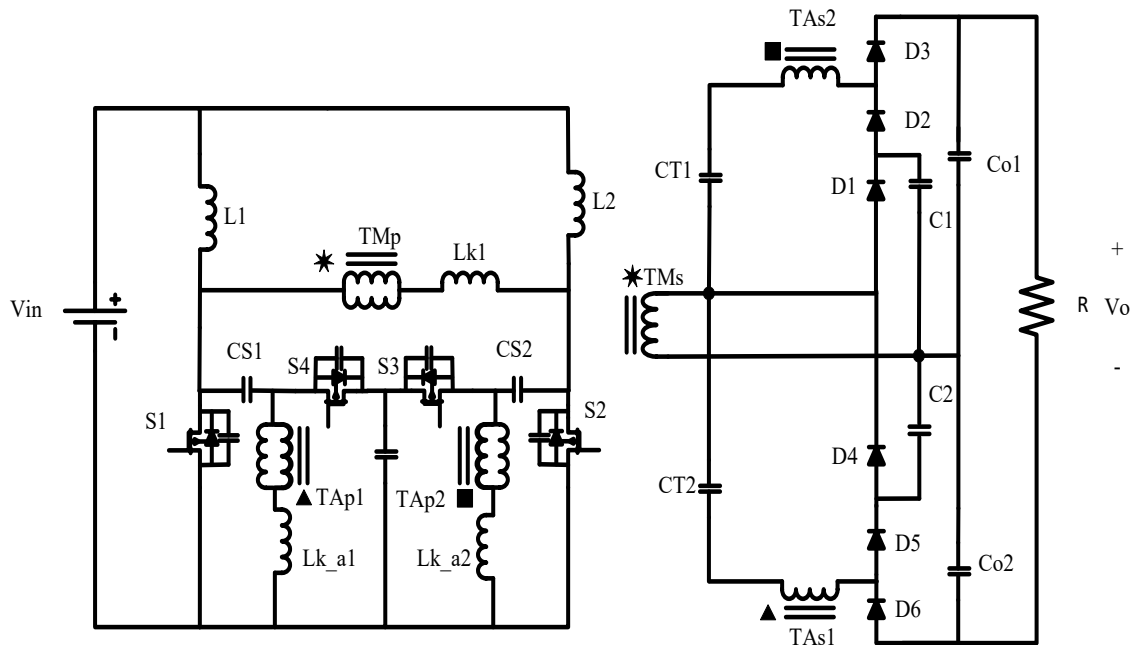 TAs2
D3
D2
CT1
D1
Co1
C1
L1
L2
TMp
Lk1
TMs
Vin
+
R
Vo
-
CS1
S4
S3
CS2
S1
S2
C2
D4
CT2
TAp1
TAp2
Lk_a1
Lk_a2
D5
Co2
D6
TAs1